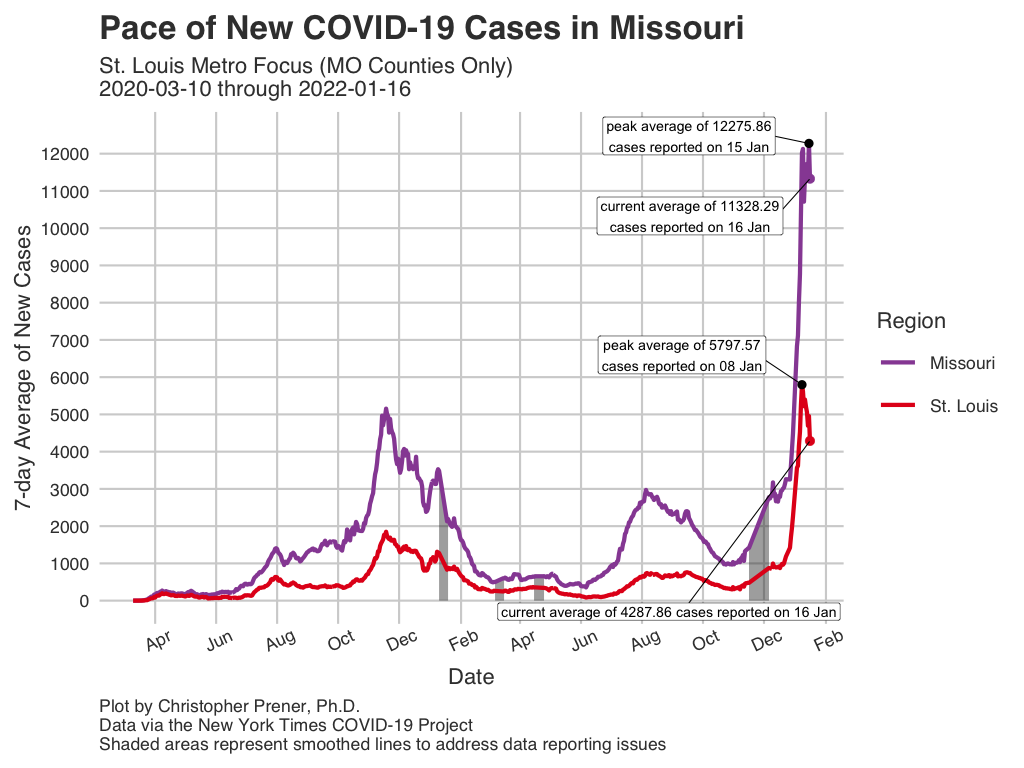 Pace of New COVID-19 Cases in Missouri
St. Louis Metro Focus (MO Counties Only)
2020-03-10 through 2022-01-16
7-day Average of New Cases
12000
11000
10000
9000
8000
7000
6000
5000
4000
3000
2000
1000
0
peak average of 12275.86
cases reported on 15 Jan
current average of 11328.29
cases reported on 16 Jan
peak average of 5797.57
cases reported on 08 Jan
current average of 4287.86 cases reported on 16 Jan
Apr Jun Aug Oct Dec Feb Apr Jun Aug Oct Dec Feb
Date
Region
Missouri
St. Louis
Plot by Christopher Prener, Ph.D.
Data via the New York Times COVID-19 Project
Shaded areas represent smoothed lines to address data reporting issues